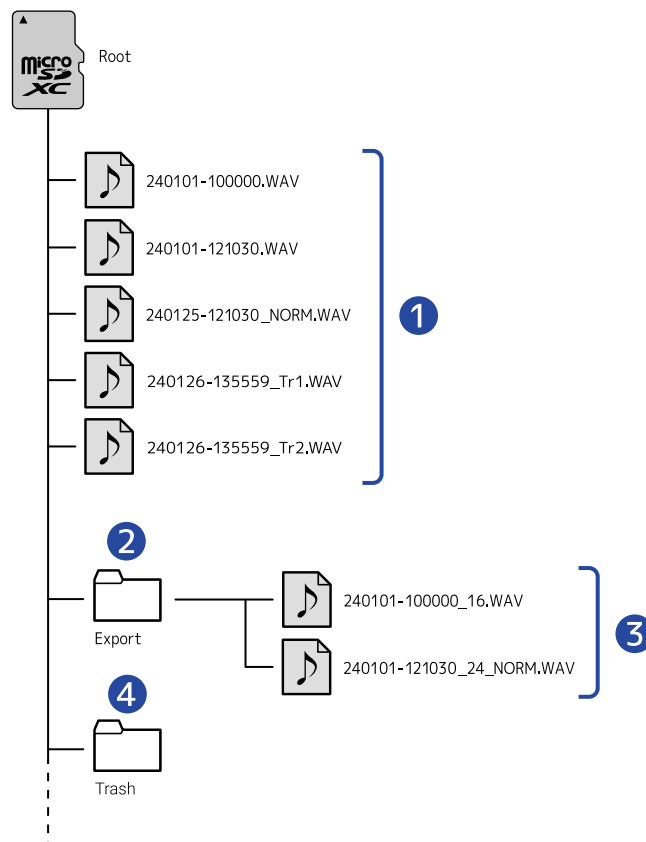 micro
SD
XC
Root
240101-100000.WAV
240101-121030.WAV
240125-121030_NORM.WAV
240126-135559_Tr1.WAV
240126-135559_Tr2.WAV
1
2
Export
240101-100000_16.WAV
240101-121030_24_NORM.WAV
3
4
Trash